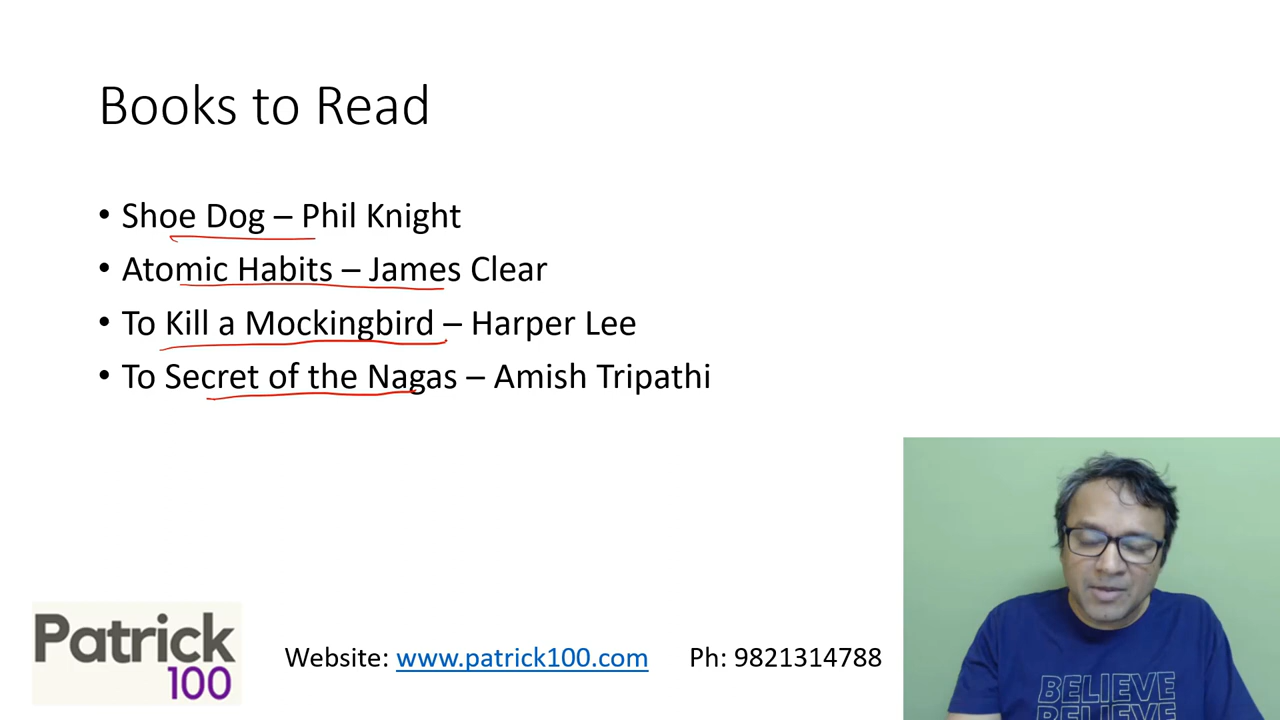 Books to Read
• Shoe Dog – Phil Knight
• Atomic Habits – James Clear
• To Kill a Mockingbird – Harper Lee
• To Secret of the Nagas – Amish Tripathi
Patrick
100
Website: www.patrick100.com Ph: 9821314788
BELIEVE
BELIEVE